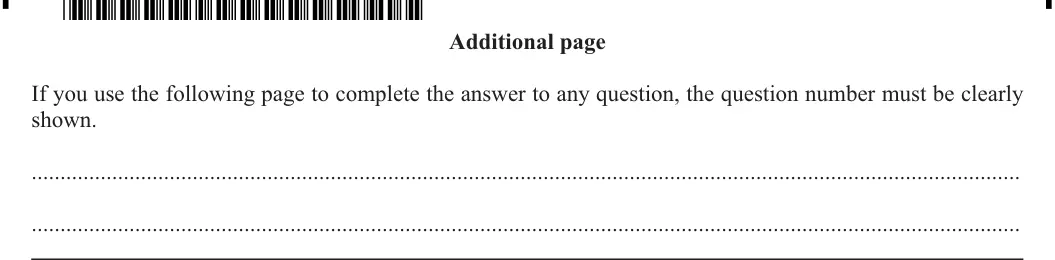 Additional page
If you use the following page to complete the answer to any question, the question number must be clearly
shown.